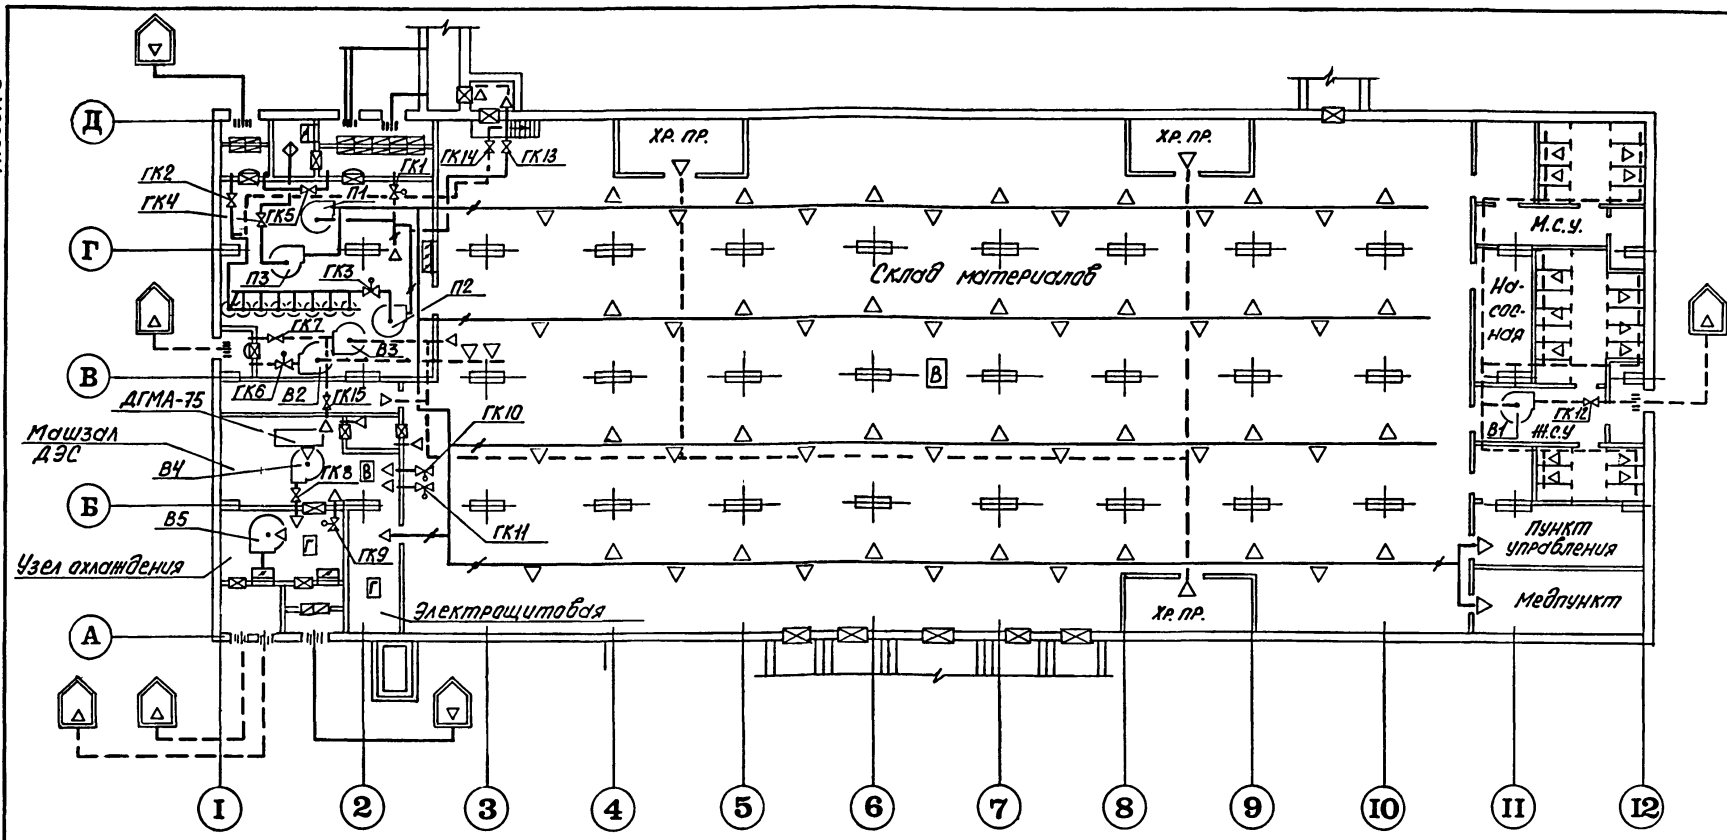 Д
ХР. ПР.
ХР. ПР.
ГК14
ГК13
ГК1
ГК2
П1
ГК4
ГК5
М.С.У.
Г
П3
ГК3
П2
Склад материалов
На-
сос-
ная
ГК7
В3
В
ГК6
В2
ГК15
В
ДГМА-75
ГК10
В1
ГК12
Ж.С.У
Машзал
ДЭС
В4
ГК8
В
Б
В5
ГК11
Г
ГК9
Пункт
управления
Узел охлаждения
Г
Электрощитовая
ХР. ПР.
Медпункт
А
I
2
3
4
5
6
7
8
9
10
II
I2